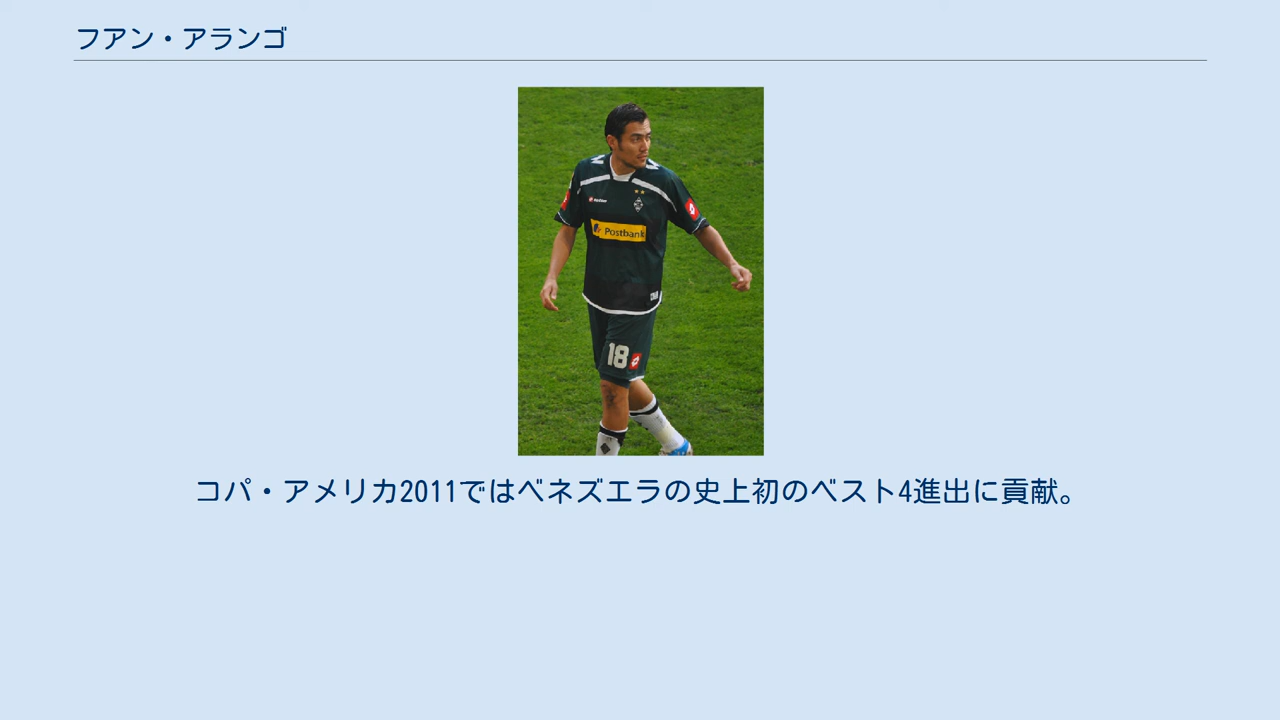 フアン・アランゴ
Postbank
18
コパ・アメリカ2011ではベネズエラの史上初のベスト4進出に貢献。